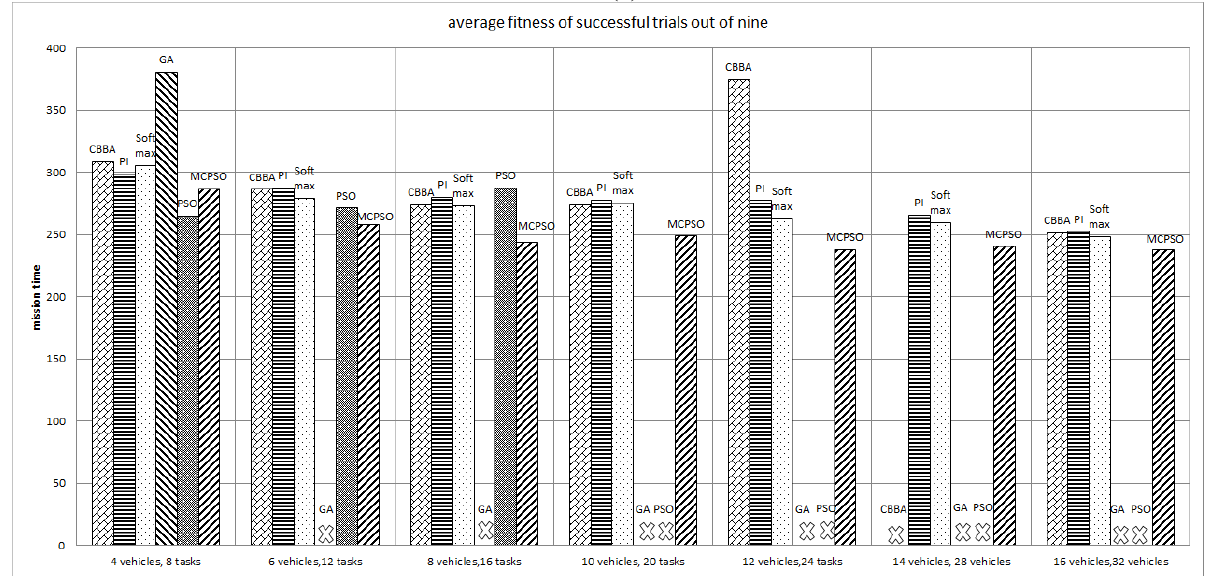 average fitness of successful trials out of nine
mission time
400
350
300
250
200
150
100
50
0
CBBA
PI
Soft
max
GA
PSO
MCPSO
CBBA
PI
Soft
max
GA
PSO
MCPSO
CBBA
PI
Soft
max
GA
PSO
MCPSO
CBBA
PI
Soft
max
GA
PSO
MCPSO
CBBA
PI
Soft
max
GA
PSO
MCPSO
CBBA
PI
Soft
max
GA
PSO
MCPSO
CBBA
PI
Soft
max
GA
PSO
MCPSO
4 vehicles, 8 tasks
6 vehicles,12 tasks
8 vehicles,16 tasks
10 vehicles, 20 tasks
12 vehicles,24 tasks
14 vehicles, 28 vehicles
16 vehicles,32 vehicles